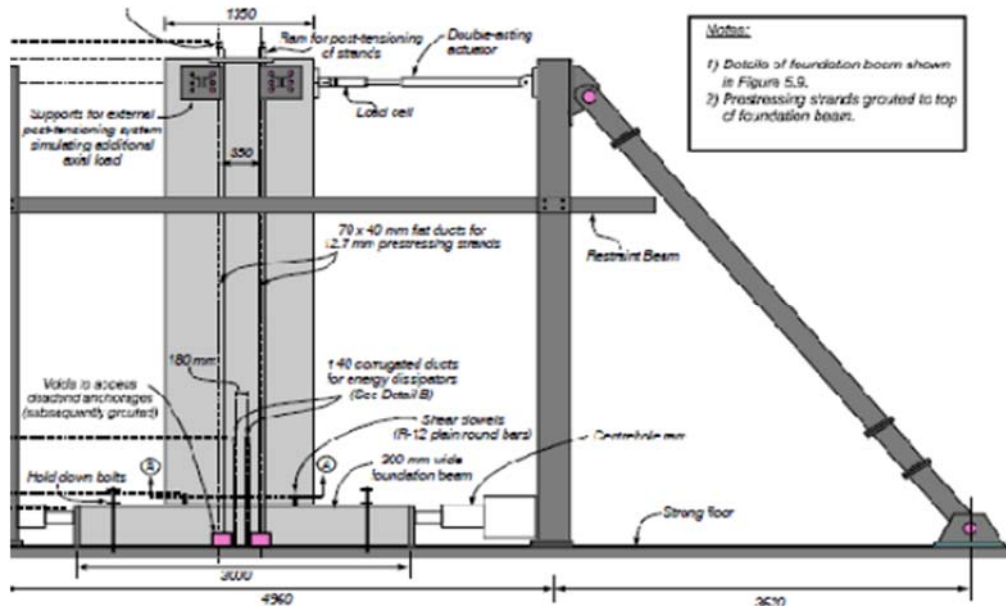 1350
Ram for post-tensioning
of strands
Double-acting
actuator
Load cell
Supports for external
post-tensioning system
simulating additional
axial load
350
Notes:
1) Details of foundation beam shown
in Figure 5.9.
2) Prestressing strands grouted to top
of foundation beam.
70 x 40 mm flat ducts for
12.7 mm prestressing strands
Restraint Beam
180 mm
40 corrugated ducts
for energy dissipators
(See Detail B)
Voids to access
deadend anchorages
(subsequently grouted)
Shear dowels
(R-12 plain round bars)
Centrehole ram
Hold down bolts
A
A
mm wide
foundation beam
Strong floor
4960